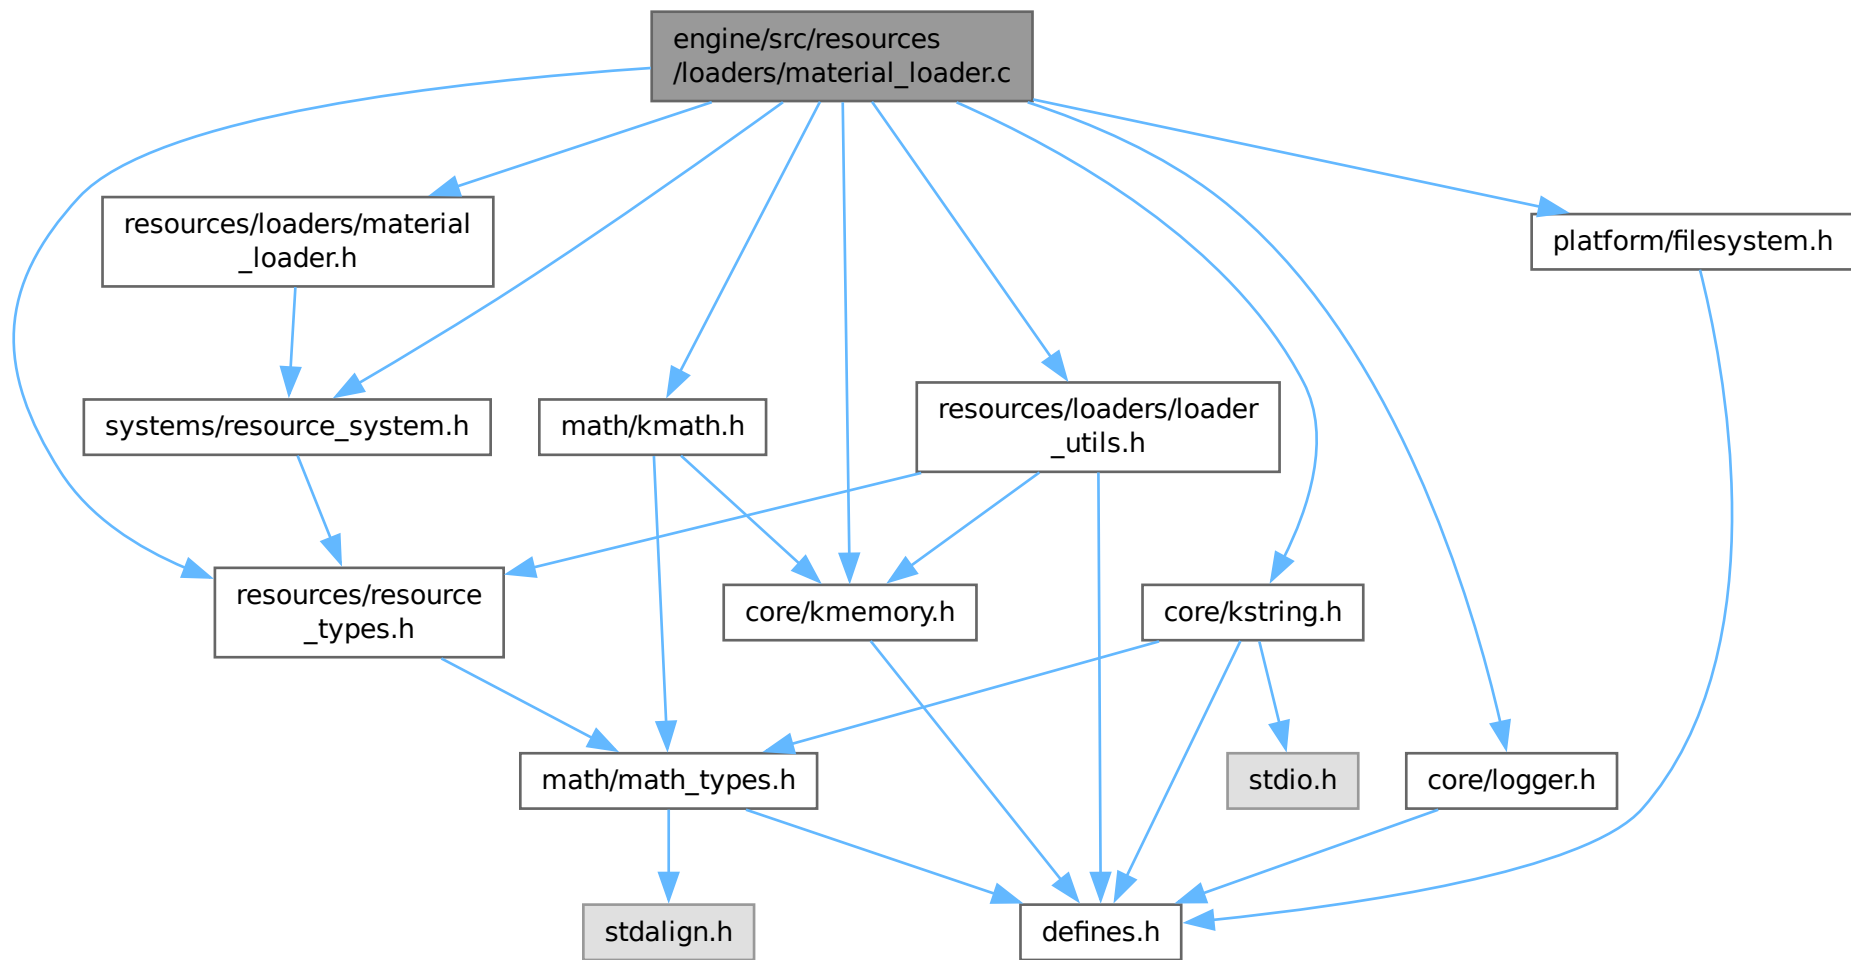 engine/src/resources
/loaders/material_loader.c
resources/loaders/material
_loader.h
platform/filesystem.h
systems/resource_system.h
math/kmath.h
resources/loaders/loader
_utils.h
resources/resource
_types.h
core/kmemory.h
core/kstring.h
math/math_types.h
stdio.h
core/logger.h
stdalign.h
defines.h